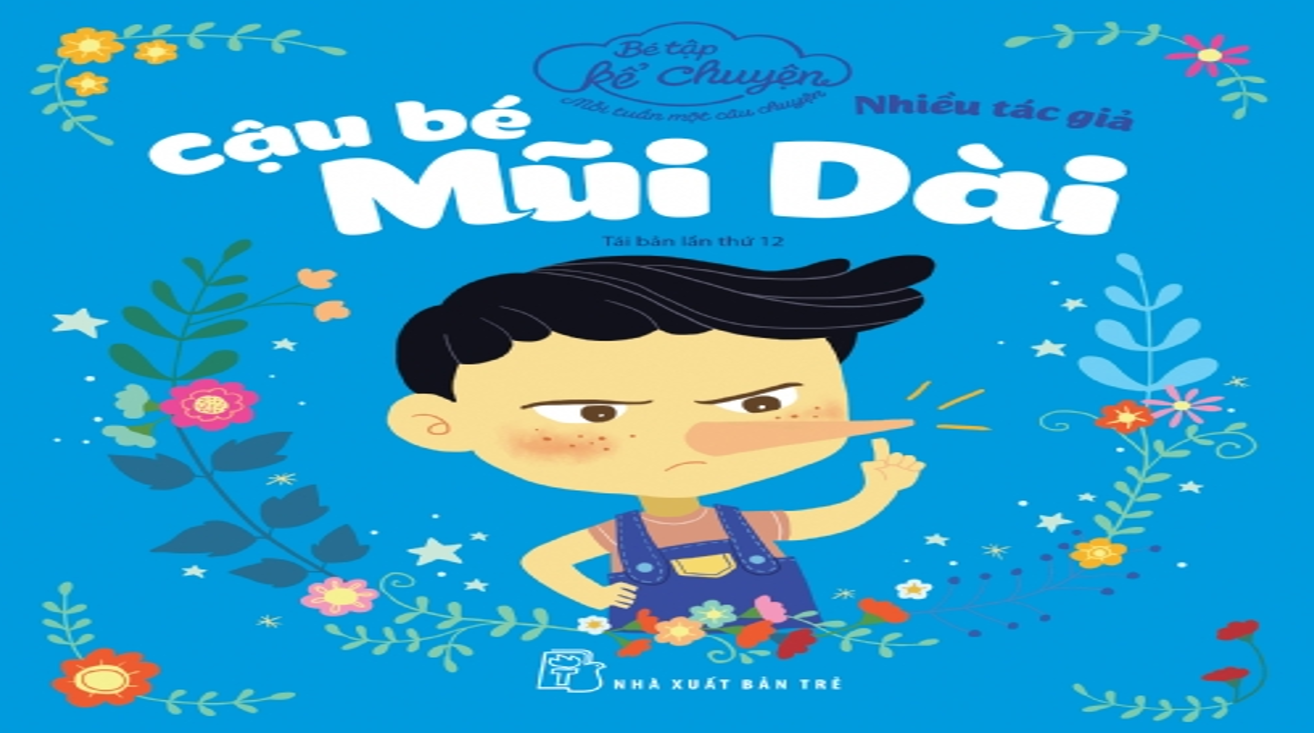 Bé tập
kể chuyện
Mỗi tuần một câu chuyện
Nhiều tác giả
Cậu bé
Mũi Dài
Tái bản lần thứ 12
NHÀ XUẤT BẢN TRẺ